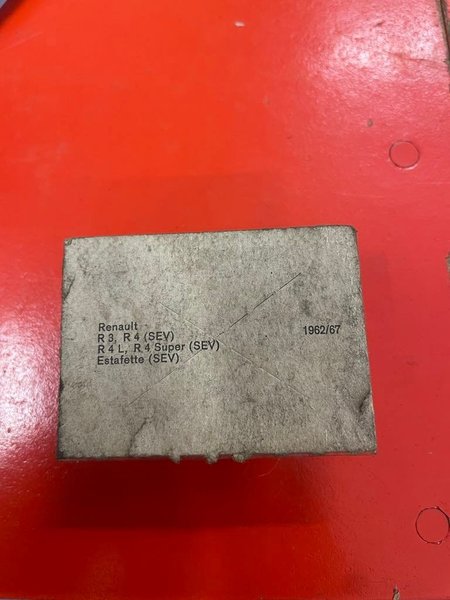 Renault
R 3, R 4 (SEV)
R 4 L, R 4 Super (SEV)
Estafette (SEV)
1962/67